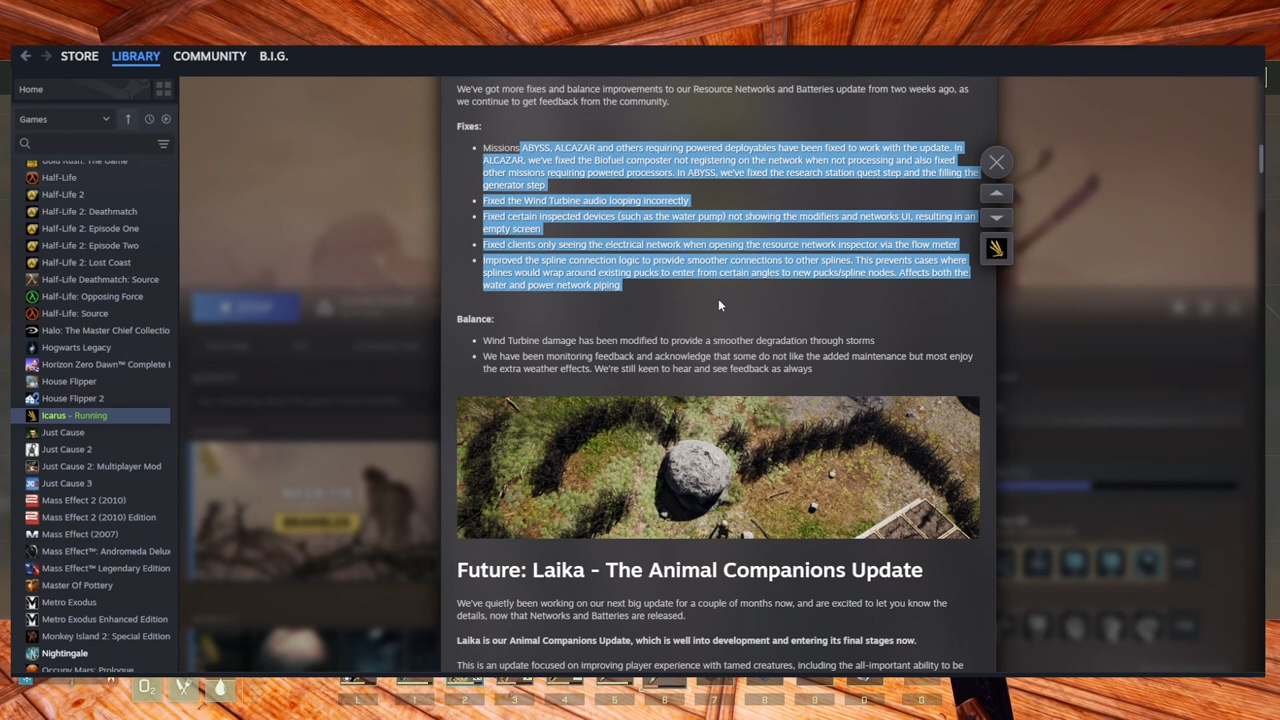 STORE LIBRARY COMMUNITY B.I.G.
Home
Games
Gold Rush: The Game
Half-Life
Half-Life 2
Half-Life 2: Deathmatch
Half-Life 2: Episode One
Half-Life 2: Episode Two
Half-Life 2: Lost Coast
Half-Life Deathmatch: Source
Half-Life: Opposing Force
Half-Life: Source
Halo: The Master Chief Collectio
Hogwarts Legacy
Horizon Zero Dawn™ Complete
House Flipper
House Flipper 2
Icarus - Running
Just Cause
Just Cause 2
Just Cause 2: Multiplayer Mod
Just Cause 3
Mass Effect 2 (2010)
Mass Effect 2 (2010) Edition
Mass Effect (2007)
Mass Effect™: Andromeda Delux
Mass Effect™ Legendary Edition
Master Of Pottery
Metro Exodus
Metro Exodus Enhanced Edition
Monkey Island 2: Special Edition
Nightingale
Occupy Mars: Prologue
We've got more fixes and balance improvements to our Resource Networks and Batteries update from two weeks ago, as
we continue to get feedback from the community.
Fixes:
Missions ABYSS, ALCAZAR and others requiring powered deployables have been fixed to work with the update. In
ALCAZAR, we've fixed the Biofuel composter not registering on the network when not processing and also fixed
other missions requiring powered processors. In ABYSS, we've fixed the research station quest step and the filling the
generator step
Fixed the Wind Turbine audio looping incorrectly
Fixed certain inspected devices (such as the water pump) not showing the modifiers and networks UI, resulting in an
empty screen
Fixed clients only seeing the electrical network when opening the resource network inspector via the flow meter
Improved the spline connection logic to provide smoother connections to other splines. This prevents cases where
splines would wrap around existing pucks to enter from certain angles to new pucks/spline nodes. Affects both the
water and power network piping
Balance:
Wind Turbine damage has been modified to provide a smoother degradation through storms
We have been monitoring feedback and acknowledge that some do not like the added maintenance but most enjoy
the extra weather effects. We're still keen to hear and see feedback as always
Future: Laika - The Animal Companions Update
We've quietly been working on our next big update for a couple of months now, and are excited to let you know the
details, now that Networks and Batteries are released.
Laika is our Animal Companions Update, which is well into development and entering its final stages now.
This is an update focused on improving player experience with tamed creatures, including the all-important ability to be
O2
L 1 2 3 4 5 6 7 8 9 0 G